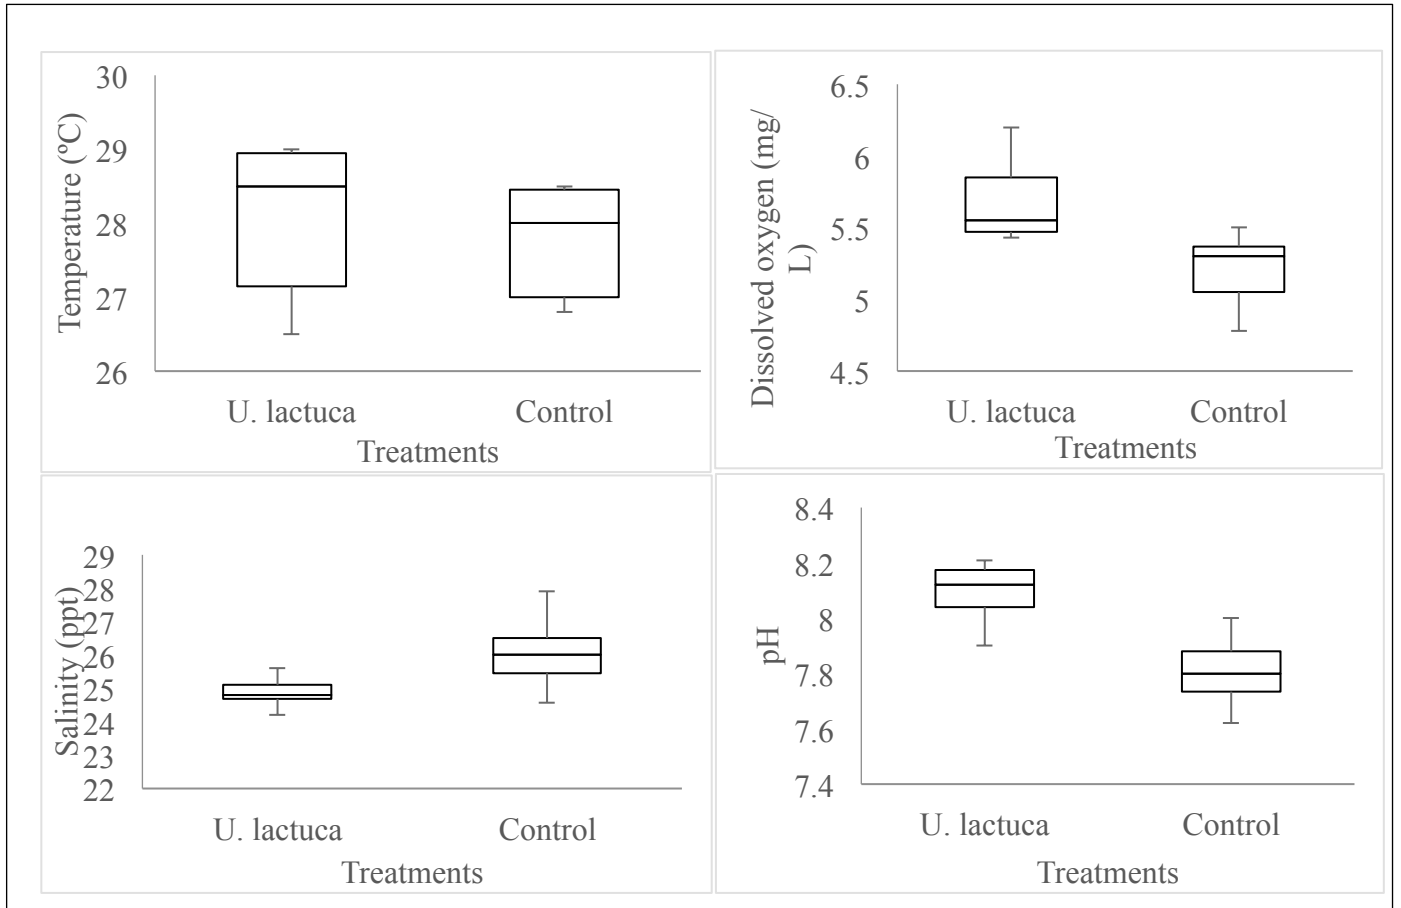 30
29
28
27
26
Temperature (ºC)
U. lactuca
Control
Treatments
6.5
6
5.5
5
4.5
Dissolved oxygen (mg/
L)
U. lactuca
Control
Treatments
29
28
27
26
25
24
23
22
Salinity (ppt)
U. lactuca
Control
Treatments
8.4
8.2
8
7.8
7.6
7.4
pH
U. lactuca
Control
Treatments